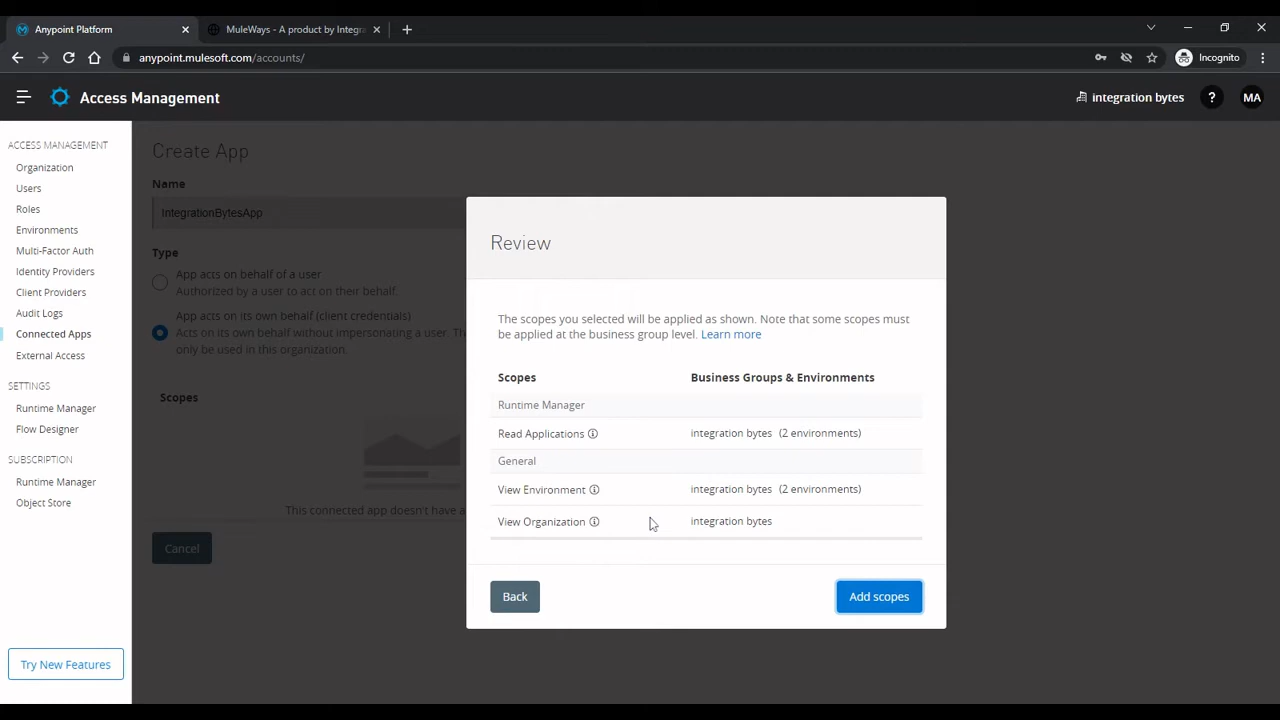 Anypoint Platform
MuleWays - A product by Integra
anypoint.mulesoft.com/accounts/
Incognito
Access Management
integration bytes
?
MA
ACCESS MANAGEMENT
Organization
Users
Roles
Environments
Multi-Factor Auth
Identity Providers
Client Providers
Audit Logs
Connected Apps
External Access
SETTINGS
Runtime Manager
Flow Designer
SUBSCRIPTION
Runtime Manager
Object Store
Try New Features
Create App
Name
IntegrationBytesApp
Type
App acts on behalf of a user
Authorized by a user to act on their behalf.
App acts on its own behalf (client credentials)
Acts on its own behalf without impersonating a user. Th
only be used in this organization.
Scopes
This connected app doesn't have a
Cancel
Review
The scopes you selected will be applied as shown. Note that some scopes must
be applied at the business group level. Learn more
Scopes Business Groups & Environments
Runtime Manager
Read Applications integration bytes (2 environments)
General
View Environment integration bytes (2 environments)
View Organization integration bytes
Back
Add scopes